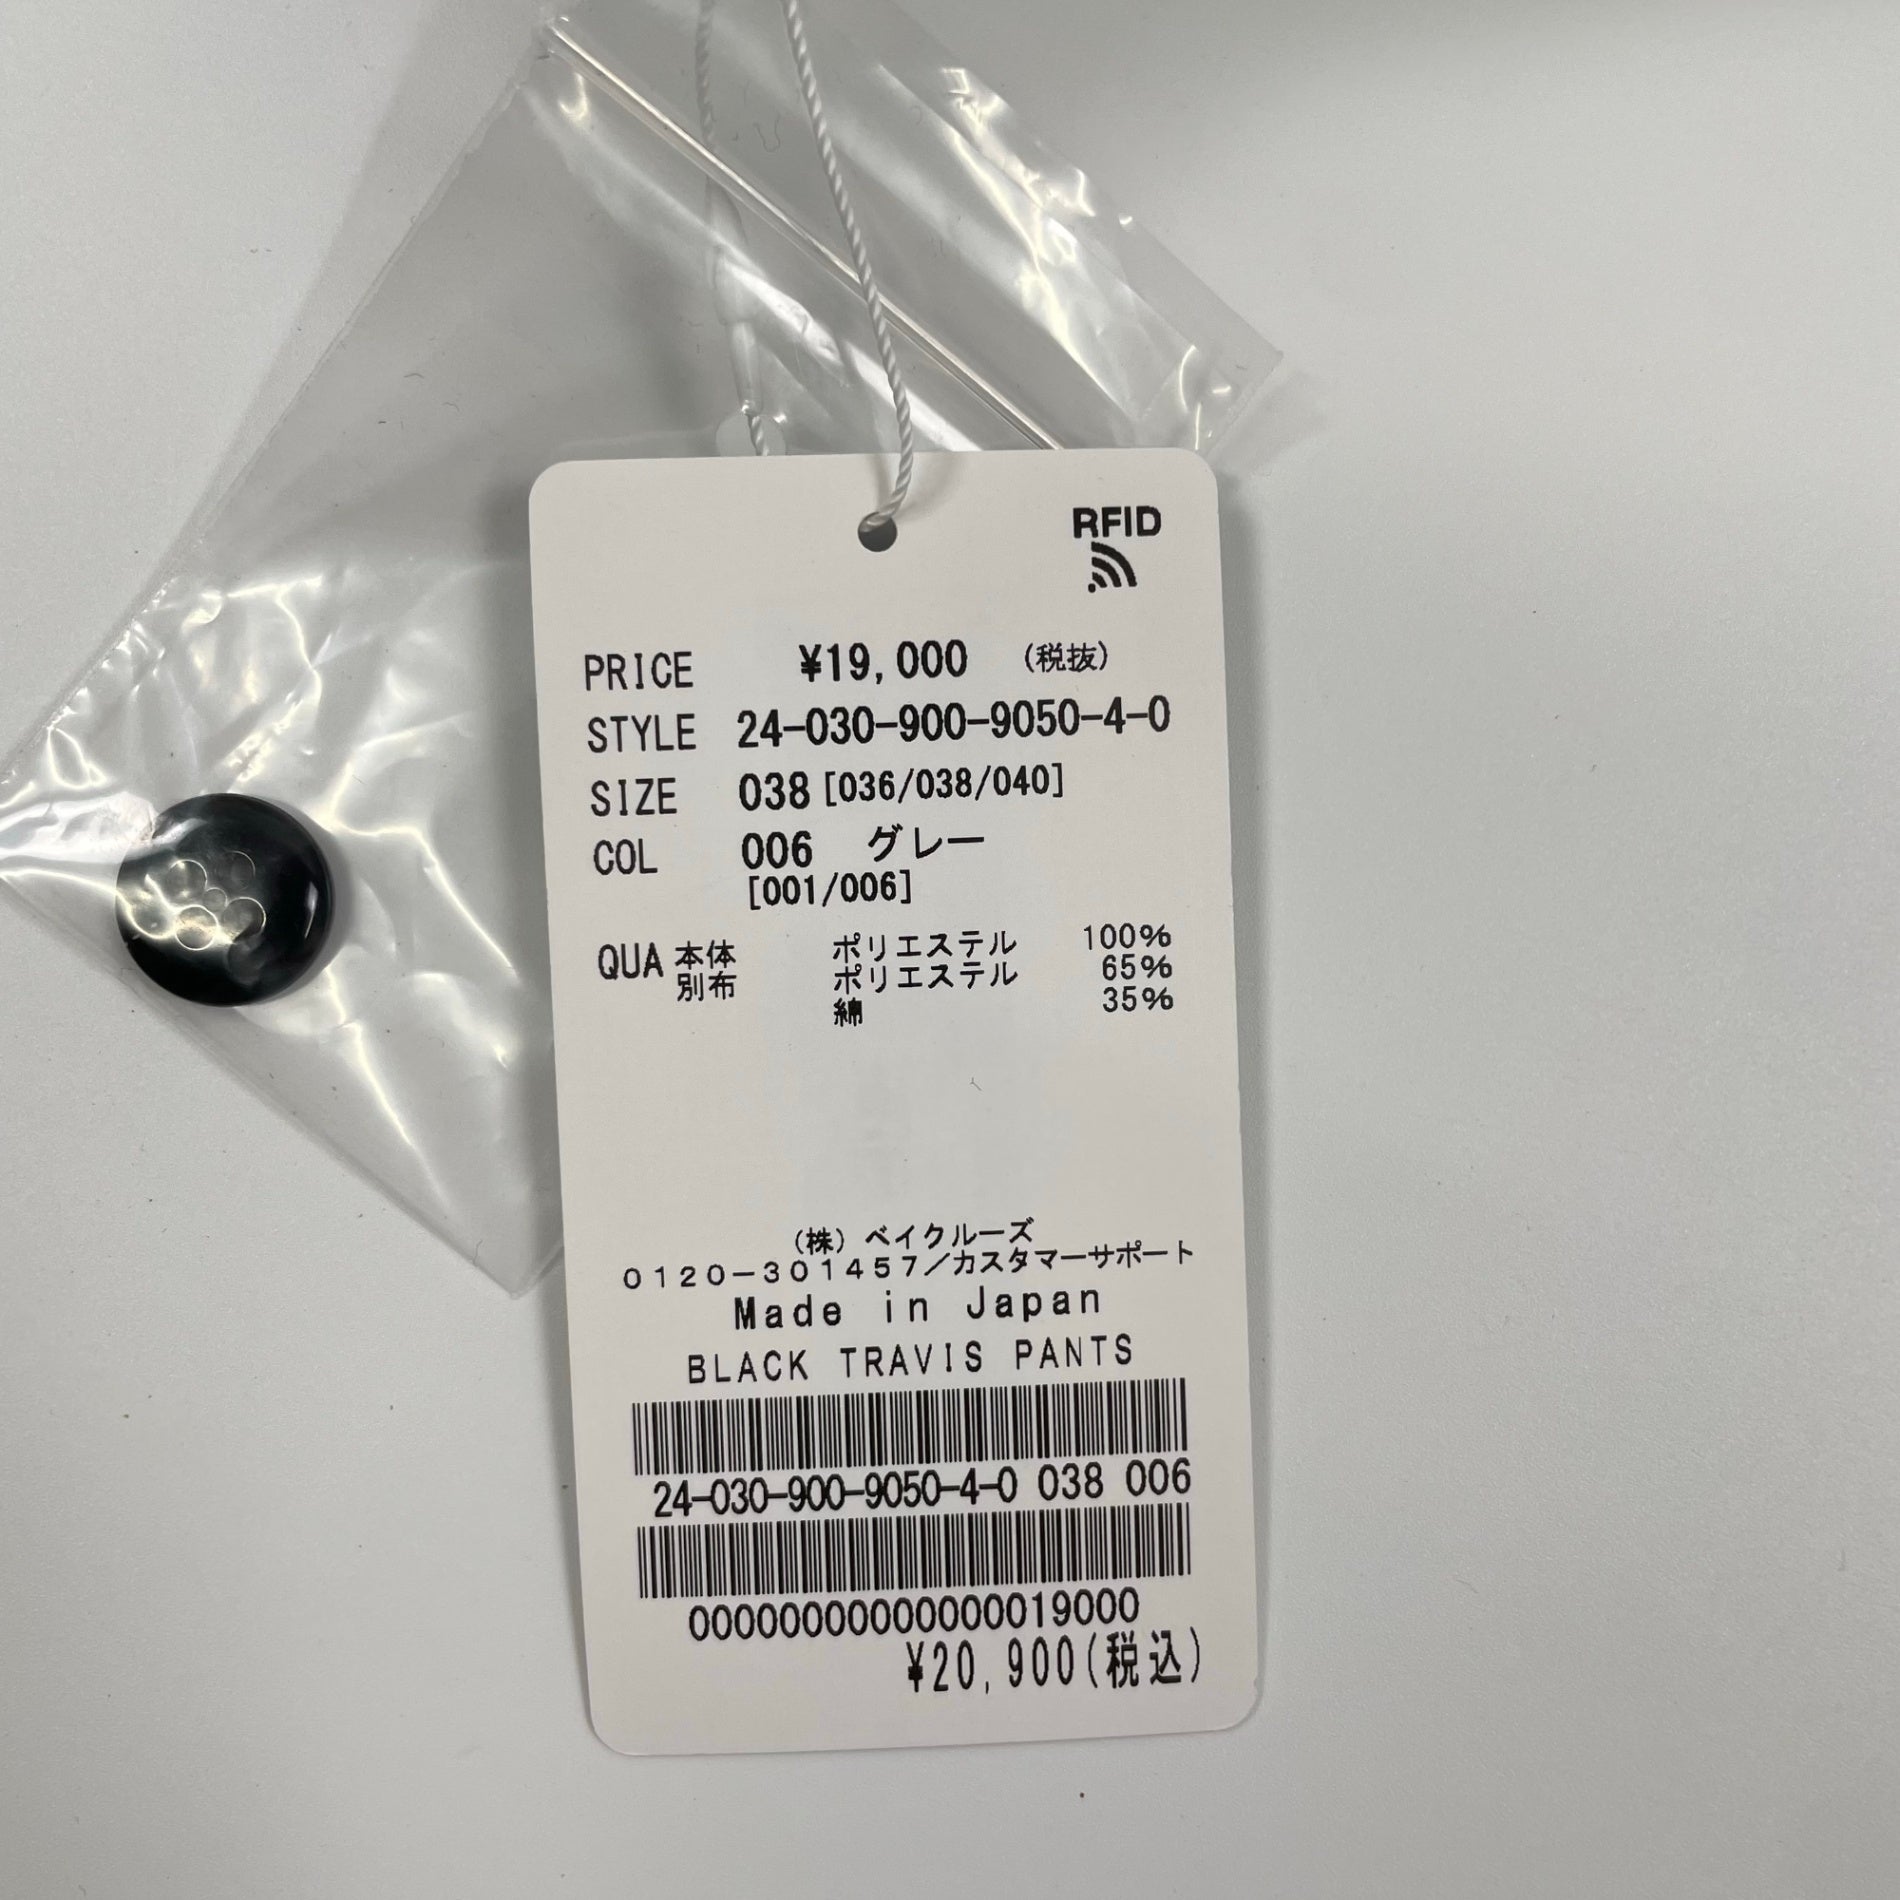 RFID
PRICE ¥19,000 (税抜)
STYLE 24-030-900-9050-4-0
SIZE 038 [036/038/040]
COL 006 グレー
[001/006]
QUA 本体 ポリエステル 100%
別布 ポリエステル 65%
綿 35%
(株) ベイクルーズ
0120-301457/カスタマーサポート
Made in Japan
BLACK TRAVIS PANTS
24-030-900-9050-4-0 038 006
00000000000000019000
¥20,900(税込)